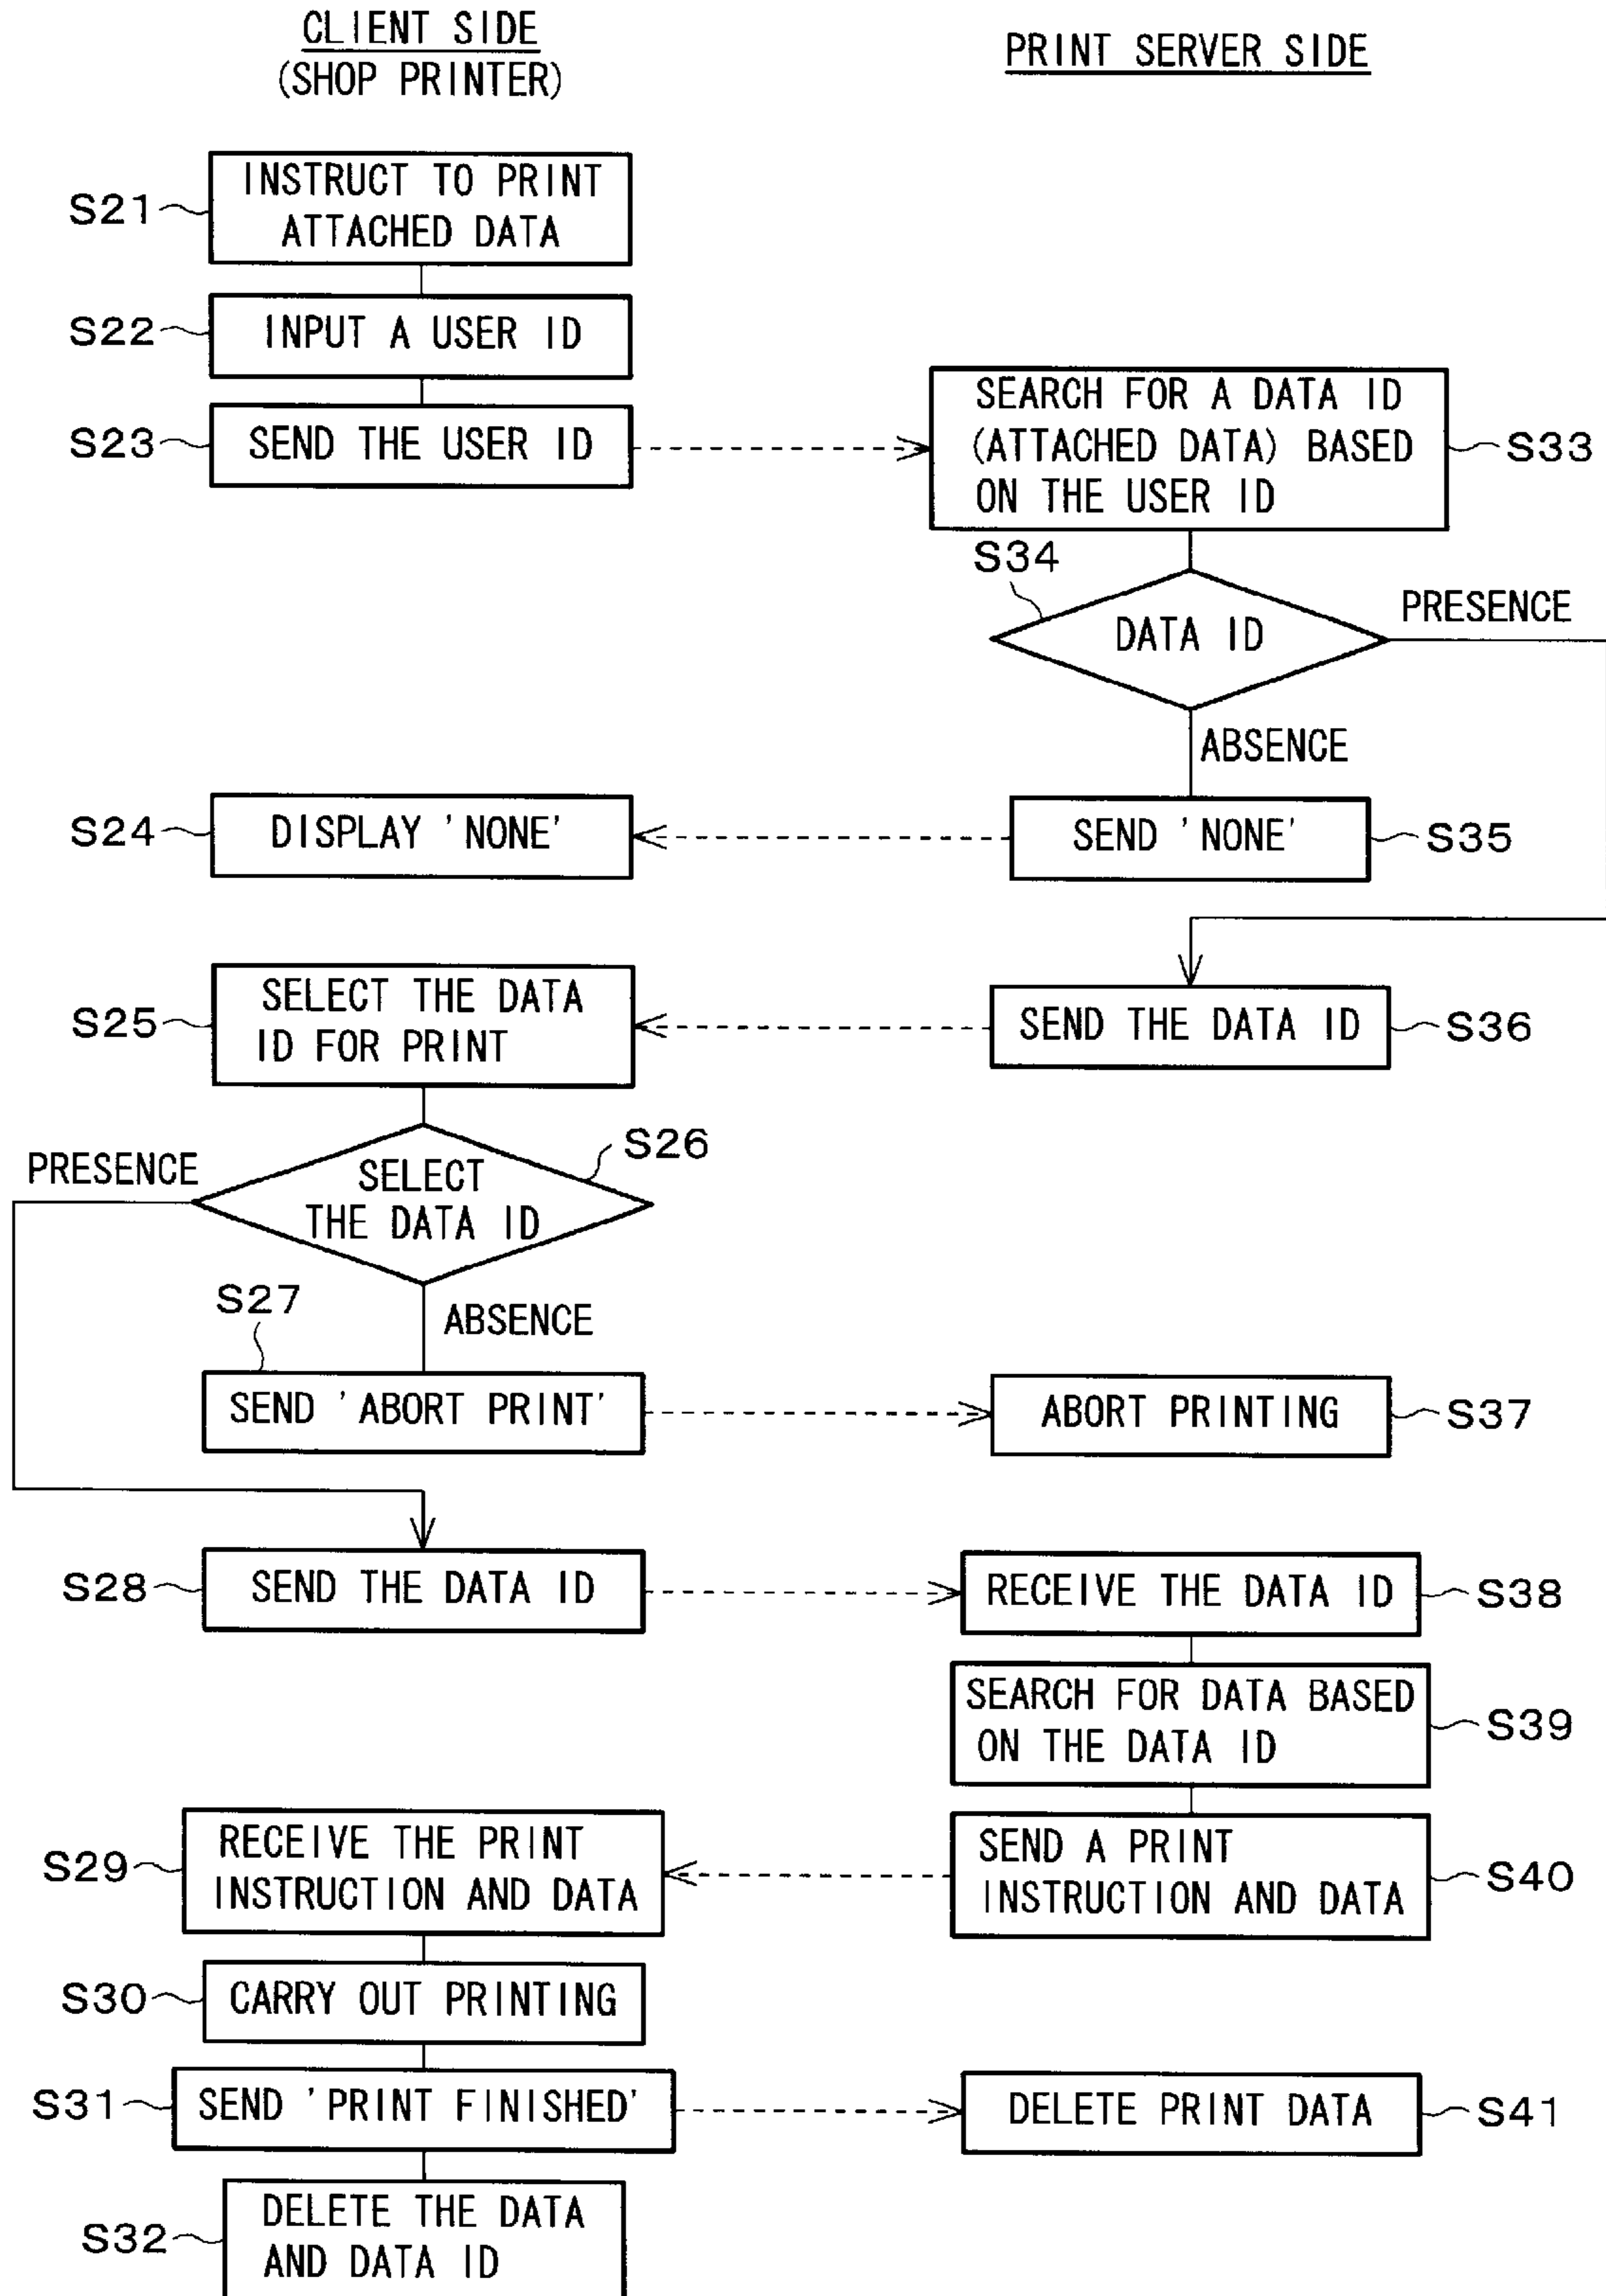 CLIENT SIDE
(SHOP PRINTER)
PRINT SERVER SIDE
S21
INSTRUCT TO PRINT
ATTACHED DATA
S22
INPUT A USER ID
S23
SEND THE USER ID
SEARCH FOR A DATA ID
(ATTACHED DATA) BASED
ON THE USER ID
S33
S34
DATA ID
PRESENCE
ABSENCE
S24
DISPLAY 'NONE'
SEND 'NONE'
S35
S25
SELECT THE DATA
ID FOR PRINT
SEND THE DATA ID
S36
PRESENCE
SELECT
THE DATA ID
S26
S27
ABSENCE
SEND 'ABORT PRINT'
ABORT PRINTING
S37
S28
SEND THE DATA ID
RECEIVE THE DATA ID
S38
SEARCH FOR DATA BASED
ON THE DATA ID
S39
S29
RECEIVE THE PRINT
INSTRUCTION AND DATA
SEND A PRINT
INSTRUCTION AND DATA
S40
S30
CARRY OUT PRINTING
S31
SEND 'PRINT FINISHED'
DELETE PRINT DATA
S41
S32
DELETE THE DATA
AND DATA ID